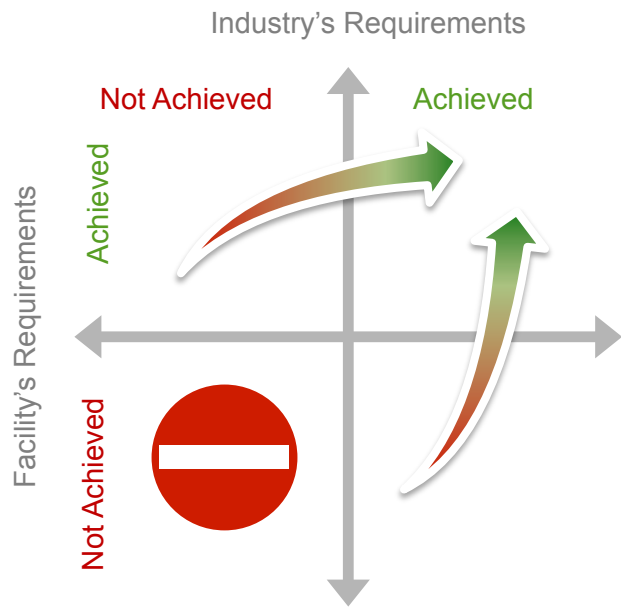 Industry's Requirements
Not Achieved
Achieved
Achieved
Facility's Requirements
Not Achieved